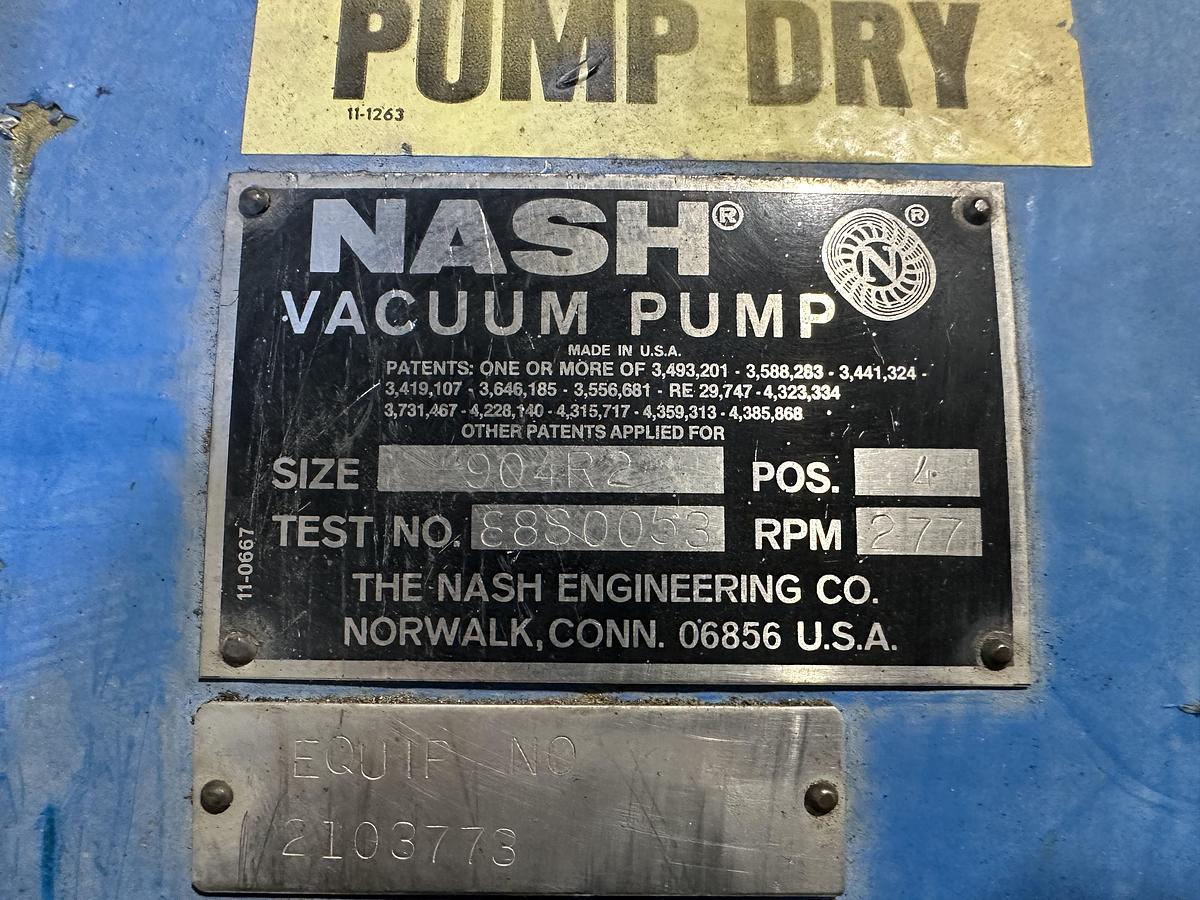 PUMP DRY
11-1263
NASH®
N ®
VACUUM PUMP
MADE IN U.S.A.
PATENTS: ONE OR MORE OF 3,493,201 - 3,588,283 - 3,441,324 -
3,419,107 - 3,646,185 - 3,556,681 - RE 29,747 - 4,323,334
3,731,467 - 4,228,140 - 4,315,717 - 4,359,313 - 4,385,868
OTHER PATENTS APPLIED FOR
SIZE 904R2 POS. 4
TEST NO. 88S0053 RPM 277
11-0667
THE NASH ENGINEERING CO.
NORWALK, CONN. 06856 U.S.A.
EQUIP NO
2103773